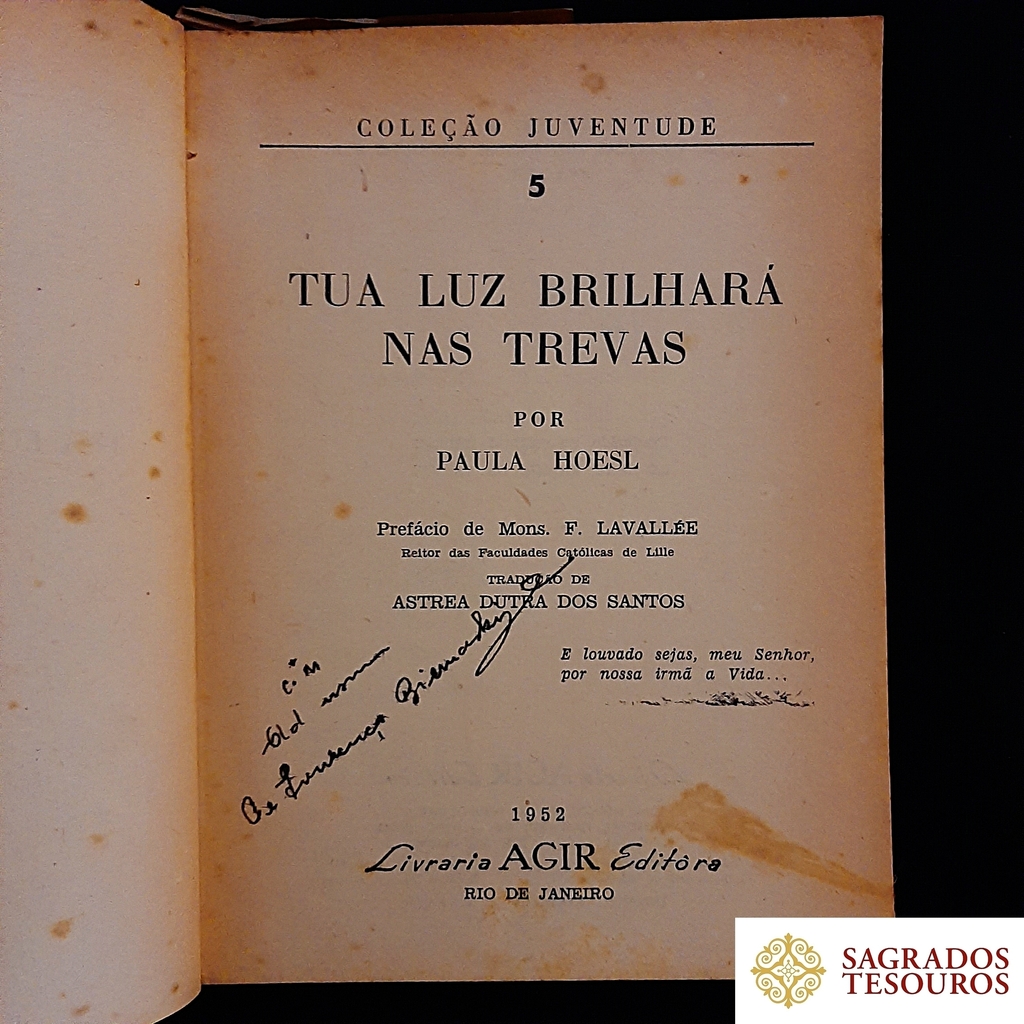 COLEÇÃO JUVENTUDE
5
TUA LUZ BRILHARÁ
NAS TREVAS
POR
PAULA HOESL
Prefácio de Mons. F. LAVALLÉE
Reitor das Faculdades Católicas de Lille
TRADUÇÃO DE
ASTREA DUTRA DOS SANTOS
E louvado sejas, meu Senhor,
por nossa irmã a Vida...
1952
Livraria AGIR Editôra
RIO DE JANEIRO
SAGRADOS
TESOUROS